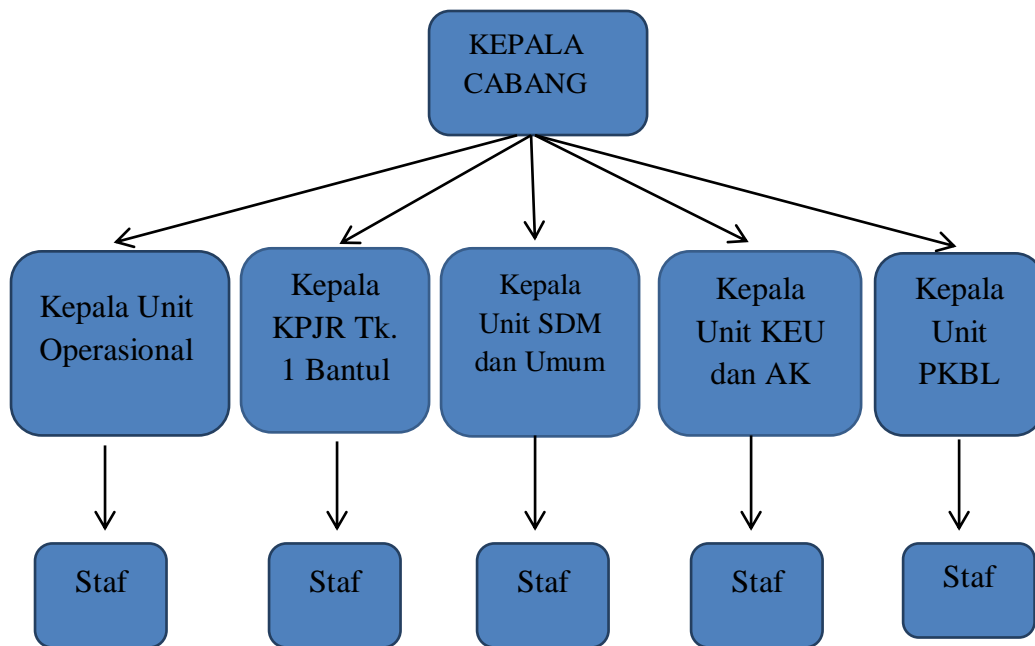 KEPALA
CABANG
Kepala Unit
Operasional
Kepala
KPJR Tk.
1 Bantul
Kepala
Unit SDM
dan Umum
Kepala
Unit KEU
dan AK
Kepala
Unit
PKBL
Staf
Staf
Staf
Staf
Staf